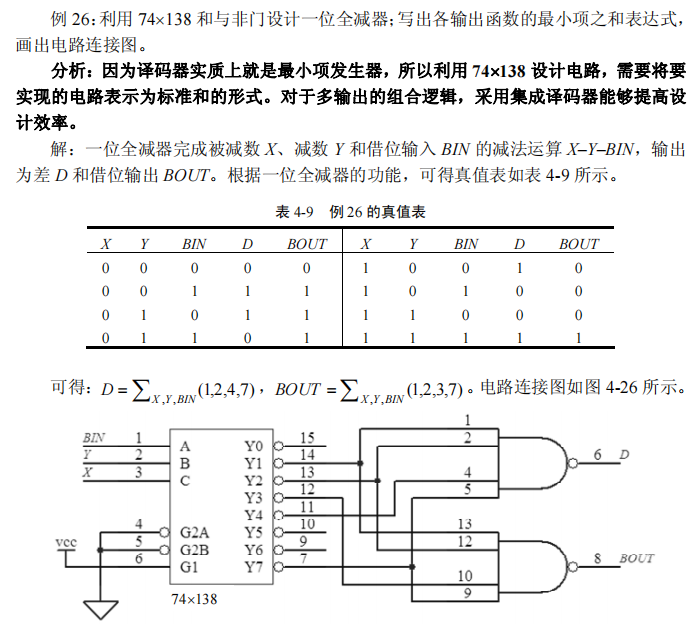 例 26：利用 74×138 和与非门设计一位全减器；写出各输出函数的最小项之和表达式，
画出电路连接图。
分析：因为译码器实质上就是最小项发生器，所以利用 74×138 设计电路，需要将要
实现的电路表示为标准和的形式。对于多输出的组合逻辑，采用集成译码器能够提高设
计效率。
解：一位全减器完成被减数 X、减数 Y 和借位输入 BIN 的减法运算 X–Y–BIN，输出
为差 D 和借位输出 BOUT。根据一位全减器的功能，可得真值表如表 4-9 所示。
表 4-9 例 26 的真值表
X Y BIN D BOUT X Y BIN D BOUT
0 0 0 0 0 1 0 0 1 0
0 0 1 1 1 1 0 1 0 0
0 1 0 1 1 1 1 0 0 0
0 1 1 0 1 1 1 1 1 1
可得：D = ∑X,Y,BIN(1,2,4,7)，BOUT = ∑X,Y,BIN(1,2,3,7)。电路连接图如图 4-26 所示。
BIN 1 A Y0 15
Y 2 B Y1 14
X 3 C Y2 13
Y3 12
Y4 11
4 G2A Y5 10
vcc 5 G2B Y6 9
6 G1 Y7 7
74×138
1
2
4
5
6 D
13
12
10
9
8 BOUT